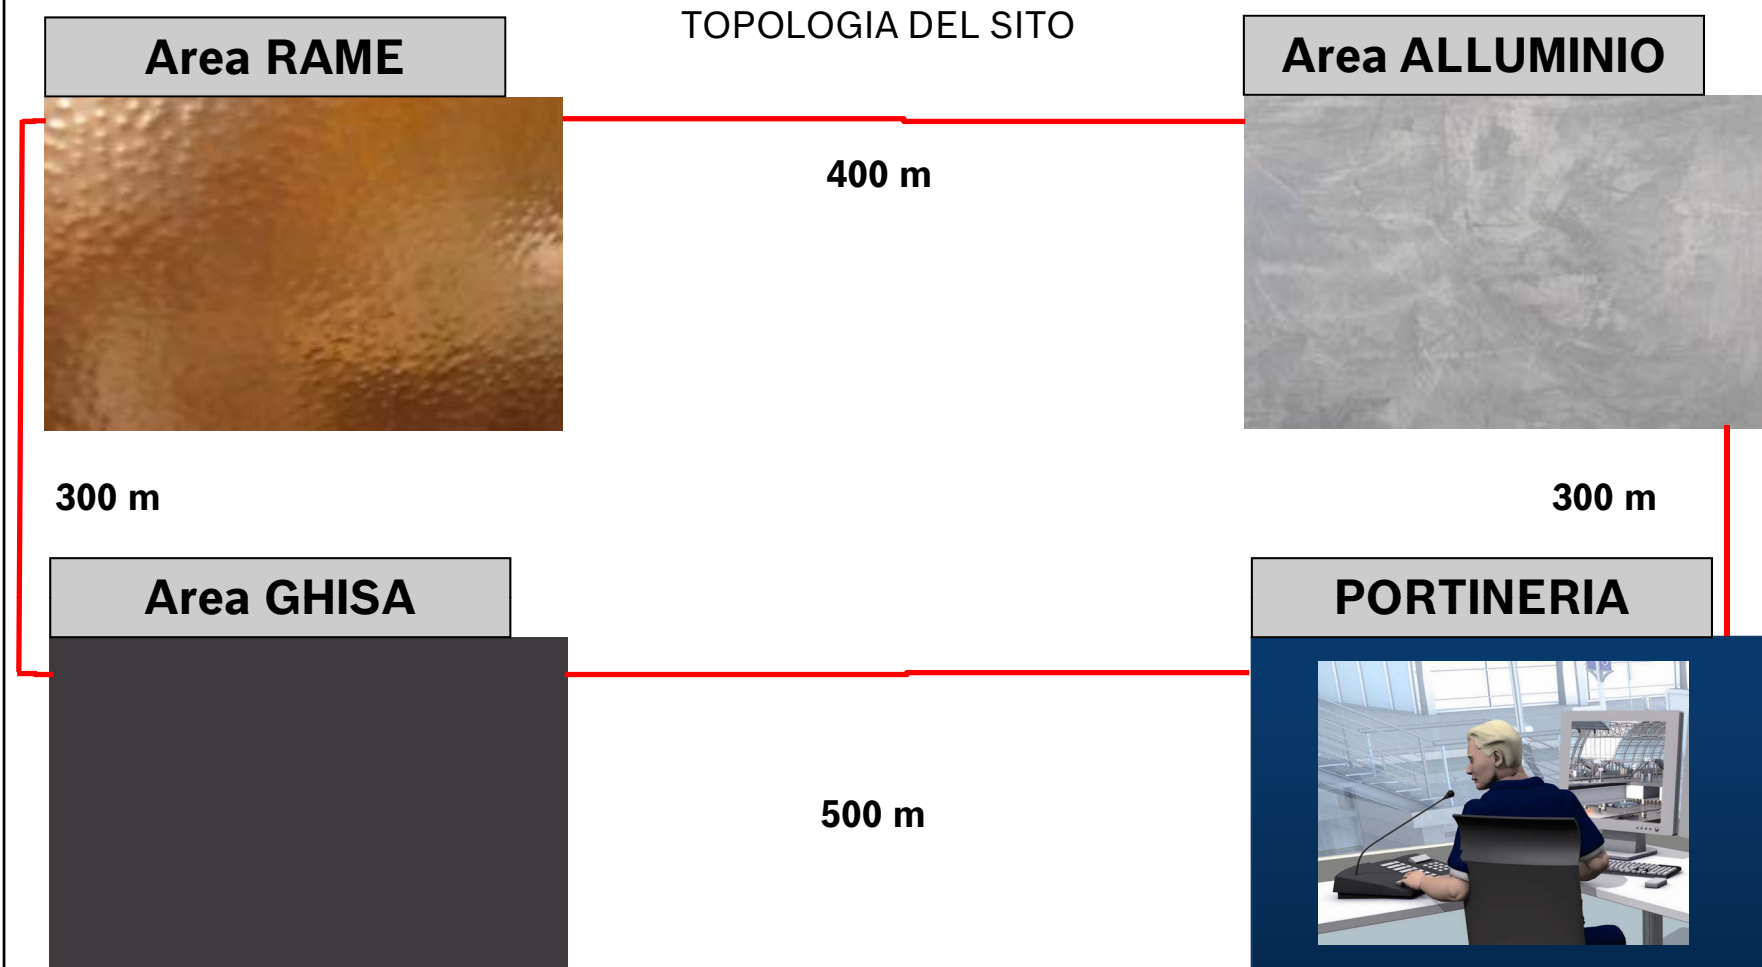 TOPOLOGIA DEL SITO
Area RAME
Area ALLUMINIO
400 m
300 m
300 m
Area GHISA
PORTINERIA
500 m